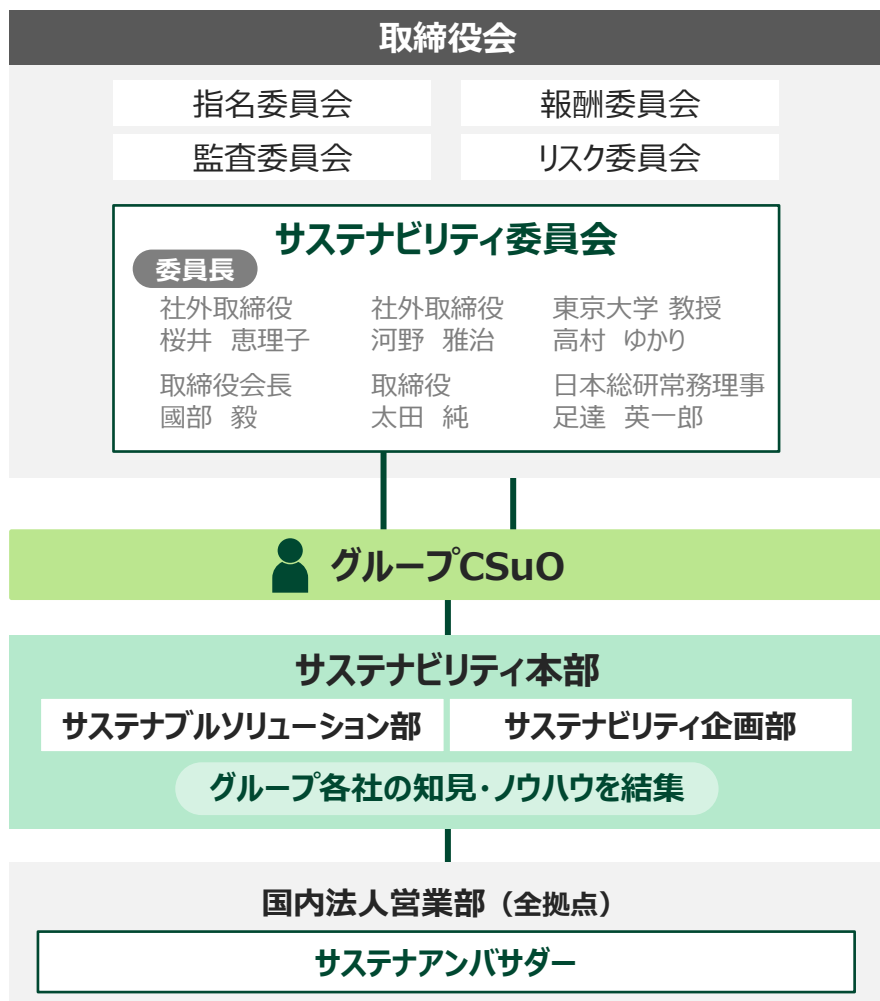 取締役会
指名委員会
報酬委員会
監査委員会
リスク委員会
サステナビリティ委員会
委員長
社外取締役
桜井 恵理子
社外取締役
河野 雅治
東京大学 教授
高村 ゆかり
取締役会長
國部 毅
取締役
太田 純
日本総研常務理事
足達 英一郎
グループCSuO
サステナビリティ本部
サステナブルソリューション部
サステナビリティ企画部
グループ各社の知見・ノウハウを結集
国内法人営業部（全拠点）
サステナアンバサダー